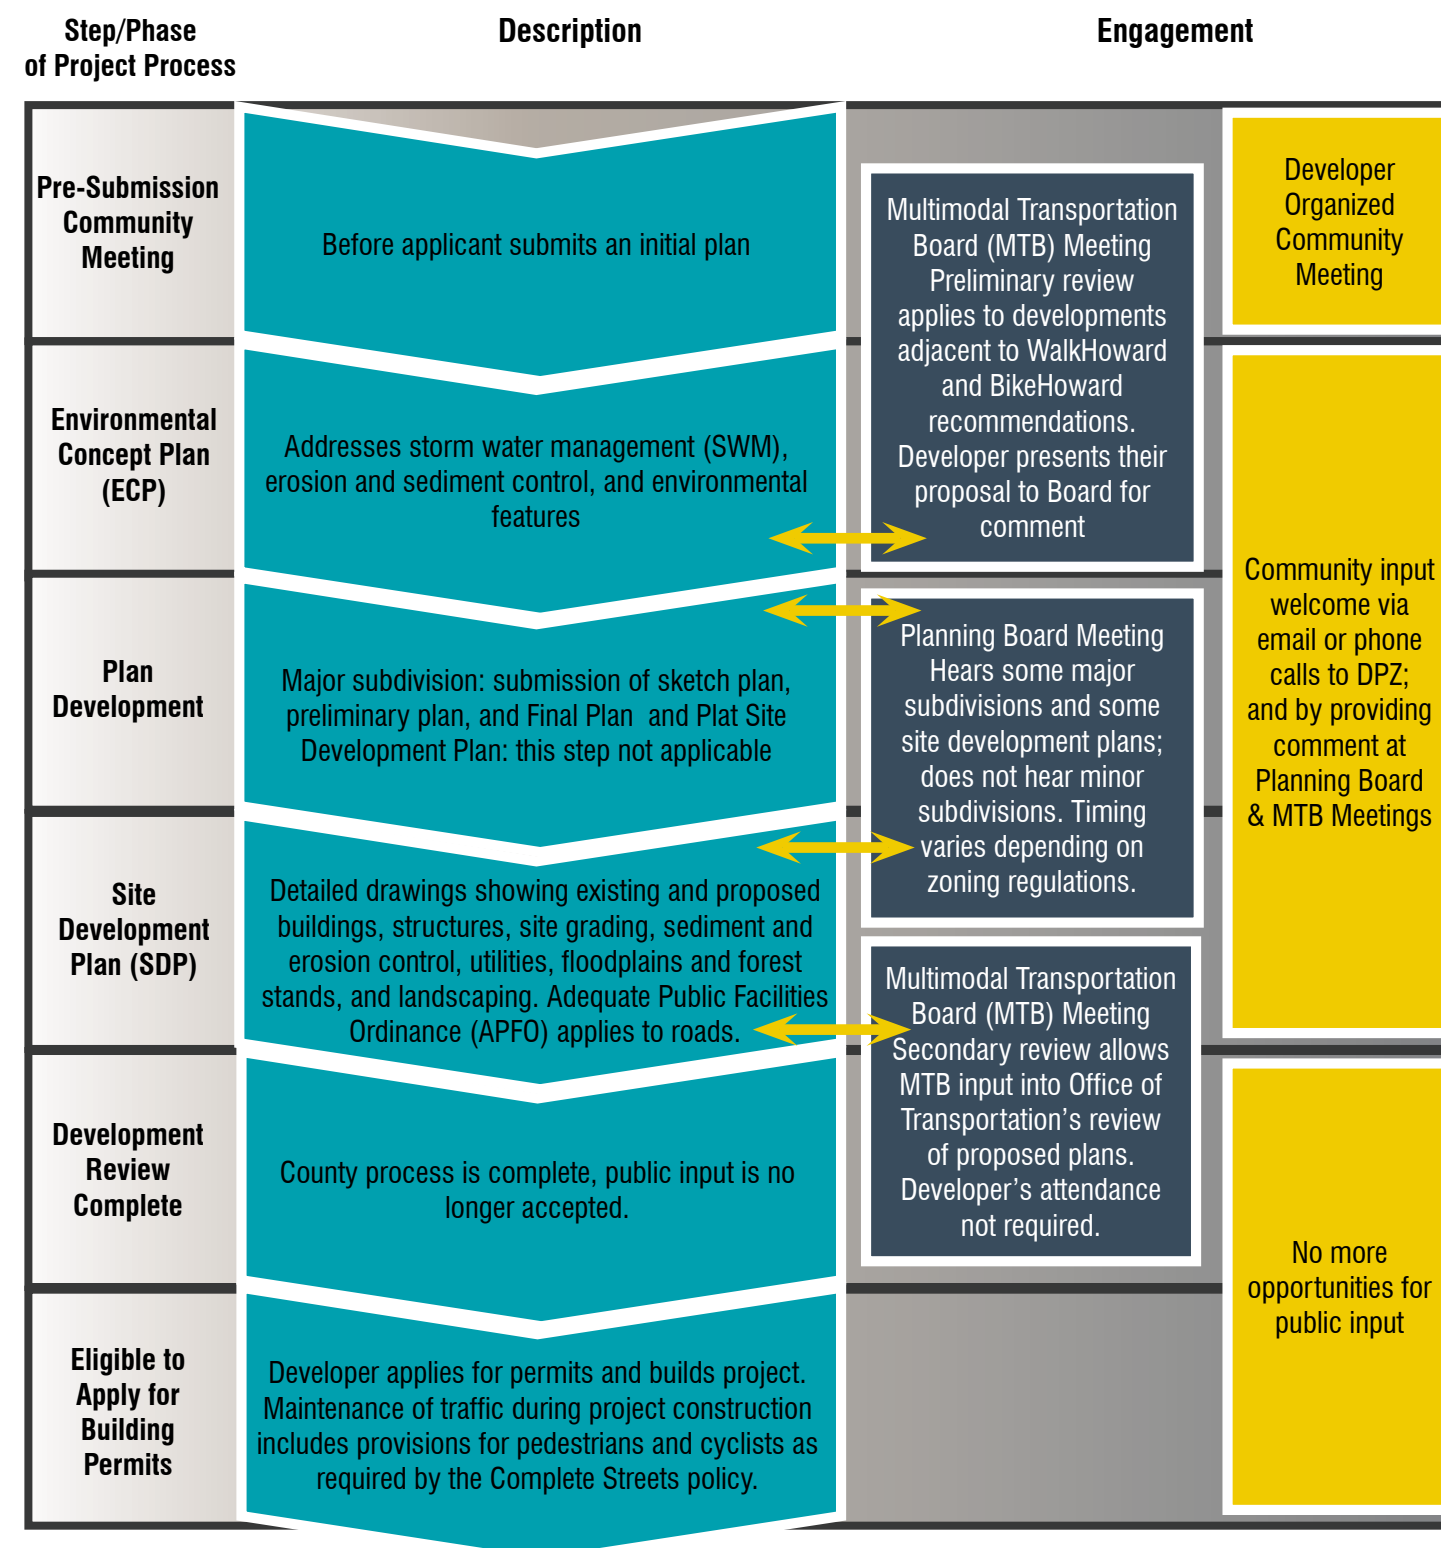 Step/Phase
of Project Process
Description
Engagement
Pre-Submission
Community
Meeting
Before applicant submits an initial plan
Multimodal Transportation
Board (MTB) Meeting
Preliminary review
applies to developments
adjacent to WalkHoward
and BikeHoward
recommendations.
Developer presents their
proposal to Board for
comment
Developer
Organized
Community
Meeting
Environmental
Concept Plan
(ECP)
Addresses storm water management (SWM),
erosion and sediment control, and environmental
features
Community input
welcome via
email or phone
calls to DPZ;
and by providing
comment at
Planning Board
& MTB Meetings
Plan
Development
Major subdivision: submission of sketch plan,
preliminary plan, and Final Plan and Plat Site
Development Plan: this step not applicable
Planning Board Meeting
Hears some major
subdivisions and some
site development plans;
does not hear minor
subdivisions. Timing
varies depending on
zoning regulations.
Site
Development
Plan (SDP)
Detailed drawings showing existing and proposed
buildings, structures, site grading, sediment and
erosion control, utilities, floodplains and forest
stands, and landscaping. Adequate Public Facilities
Ordinance (APFO) applies to roads.
Multimodal Transportation
Board (MTB) Meeting
Secondary review allows
MTB input into Office of
Transportation’s review
of proposed plans.
Developer’s attendance
not required.
Development
Review
Complete
County process is complete, public input is no
longer accepted.
No more
opportunities for
public input
Eligible to
Apply for
Building
Permits
Developer applies for permits and builds project.
Maintenance of traffic during project construction
includes provisions for pedestrians and cyclists as
required by the Complete Streets policy.